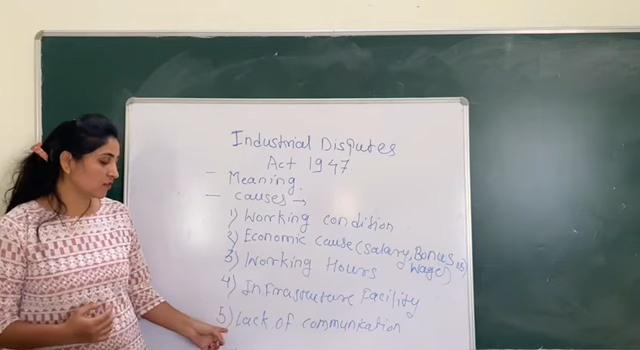 Industrial Disputes
Act 1947
- Meaning.
- Causes →
1) Working condition
2) Economic cause (Salary, Bonus,
3) Working Hours Wages)
4) Infrastructure Facility
5) Lack of communication